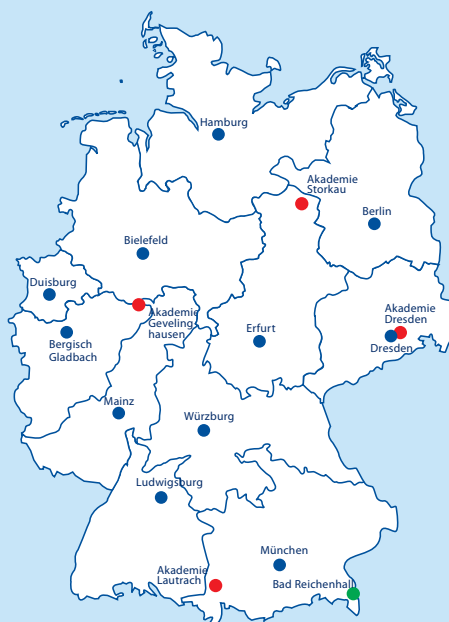 Hamburg
Akademie
Storkau
Berlin
Bielefeld
Duisburg
Akademie
Geveling-
hausen
Akademie
Dresden
Dresden
Erfurt
Bergisch
Gladbach
Mainz
Würzburg
Ludwigsburg
München
Akademie
Lautrach
Bad Reichenhall